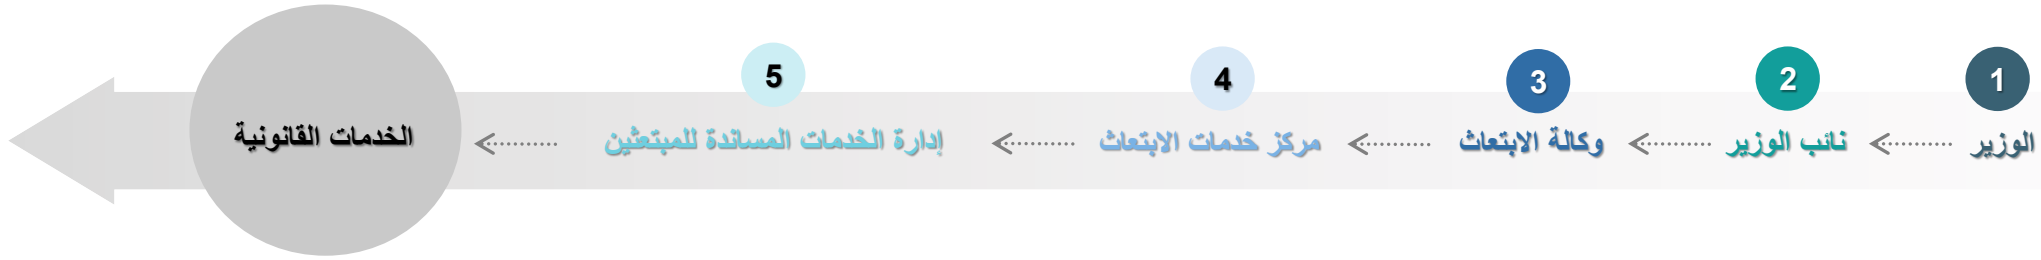 1
الوزير
2
نائب الوزير
3
وكالة الابتعاث
4
مركز خدمات الابتعاث
5
إدارة الخدمات المساندة للمبتعثين
الخدمات القانونية